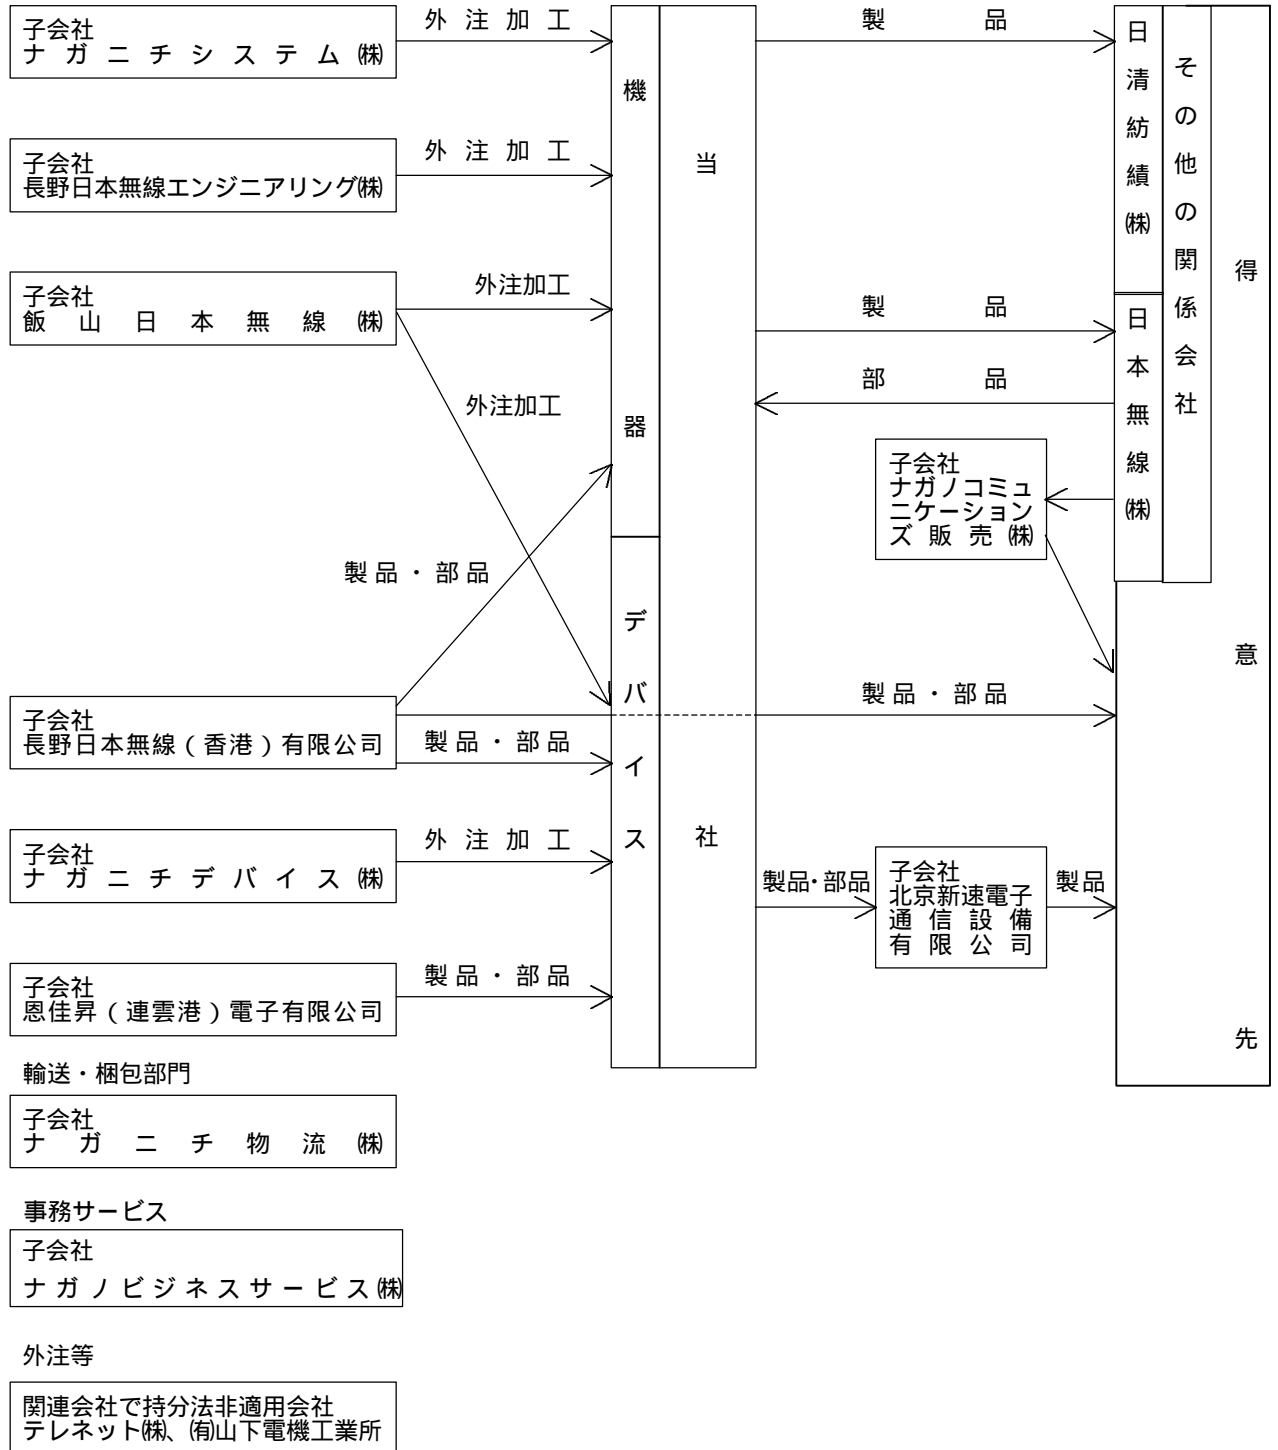 子会社
ナガニチシステム㈱
外注加工
子会社
長野日本無線エンジニアリング㈱
外注加工
子会社
飯山日本無線㈱
外注加工
外注加工
製品・部品
子会社
長野日本無線(香港)有限公司
製品・部品
子会社
ナガニチデバイス㈱
外注加工
子会社
恩佳昇(連雲港)電子有限公司
製品・部品
輸送・梱包部門
子会社
ナガニチ物流㈱
事務サービス
子会社
ナガノビジネスサービス㈱
外注等
関連会社で持分法非適用会社
テレネット㈱、㈲山下電機工業所
機器
デバイス
当社
製品
製品
部品
子会社
ナガノコミュ
ニケーション
ズ販売㈱
製品・部品
製品・部品
子会社
北京新速電子
通信設備
有限公司
製品
日清紡績㈱
日本無線㈱
その他の関係会社
得意先